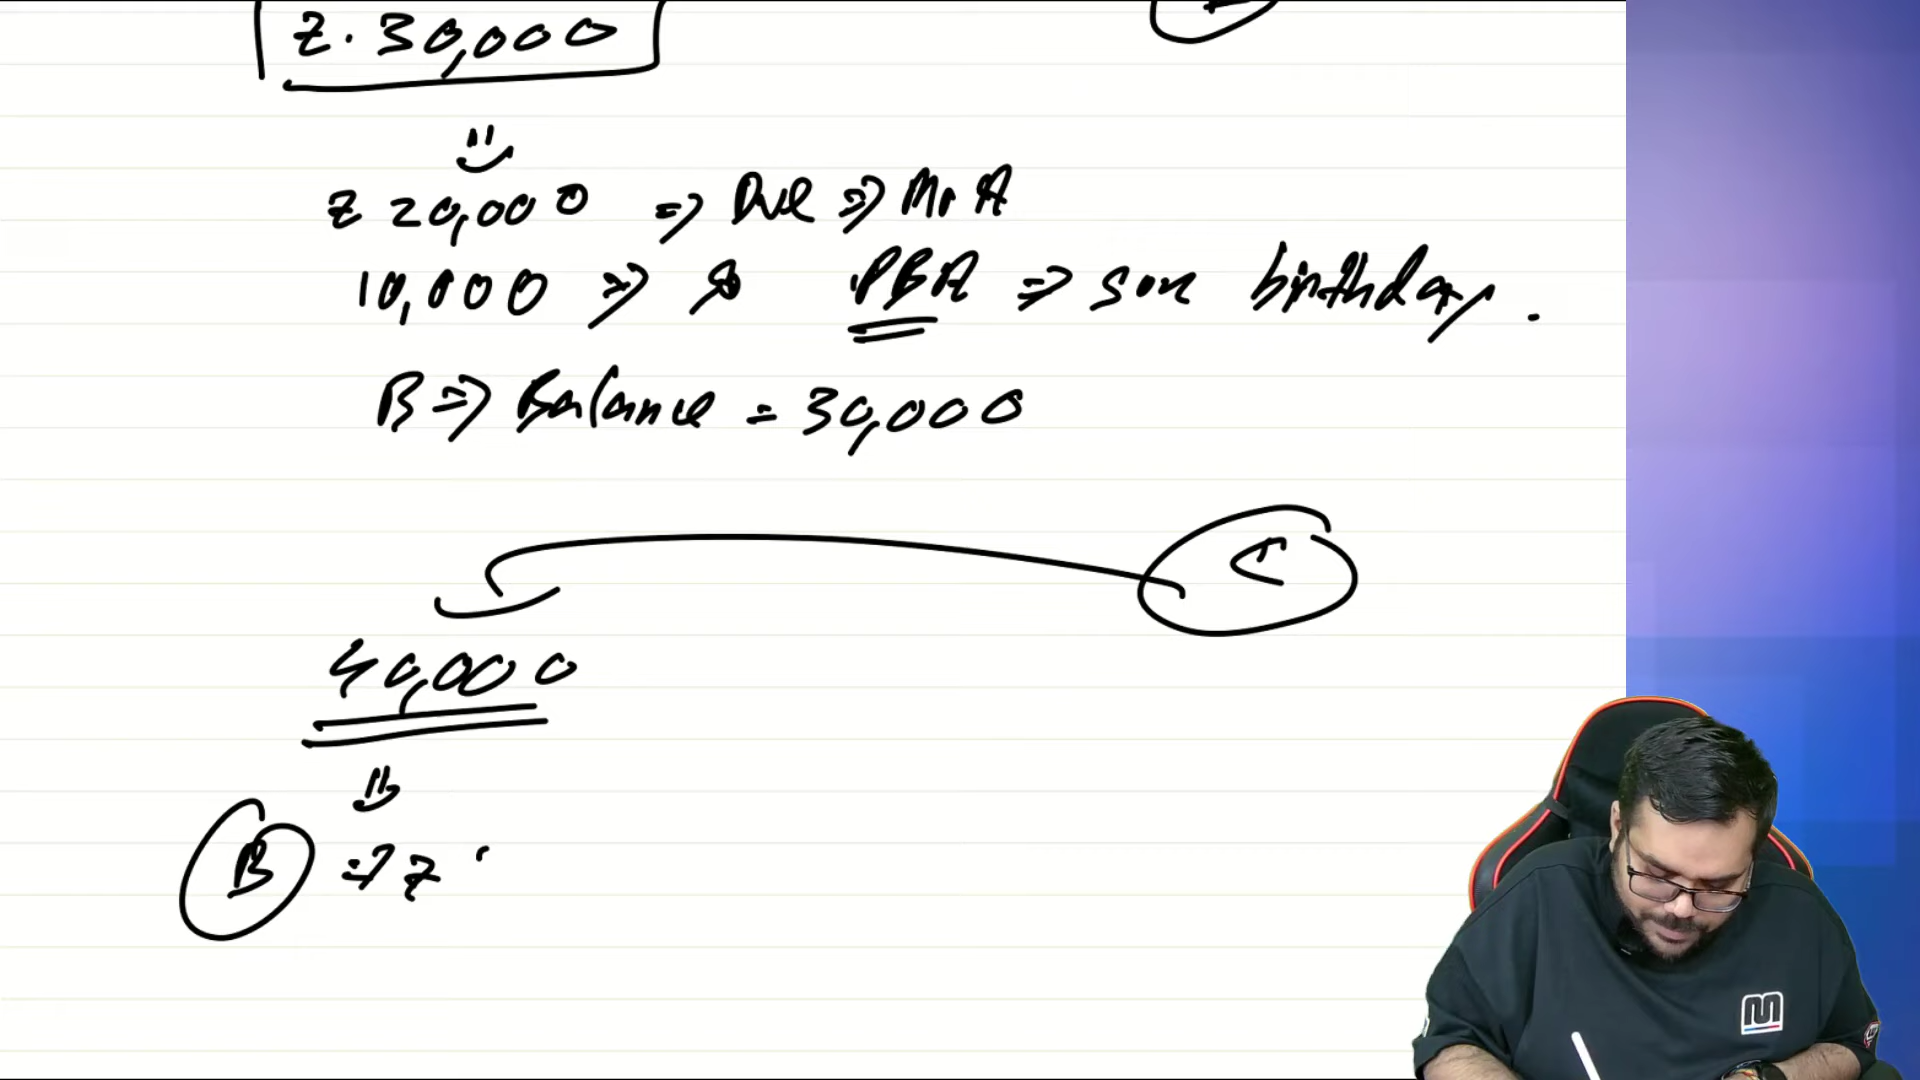 z. 30,000
z 20,000 => Due => Mr A
10,000 => PBA => son birthday.
B => Balance = 30,000
C
40,000
B => z
M